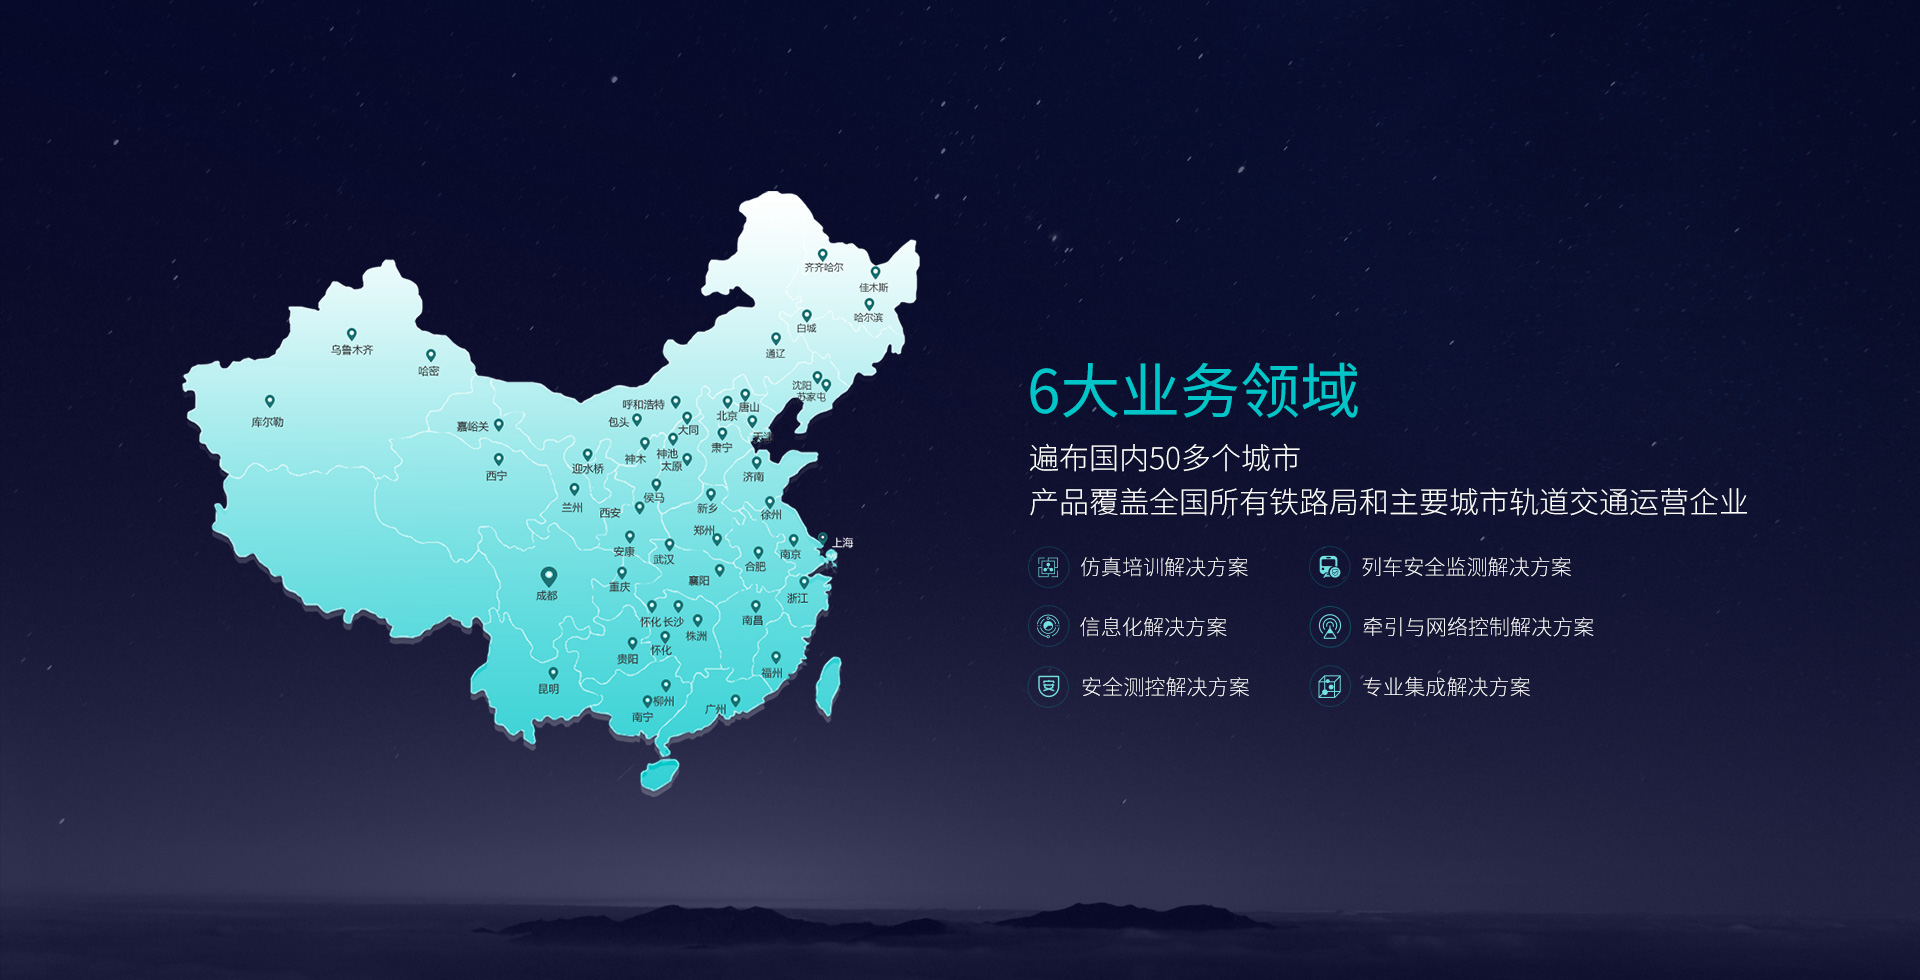 齐齐哈尔
佳木斯
哈尔滨
白城
通辽
乌鲁木齐
哈密
沈阳
苏家屯
库尔勒
呼和浩特
唐山
北京
包头
大同
嘉峪关
天津
肃宁
神木
神池
太原
迎水桥
西宁
济南
侯马
兰州
西安
新乡
徐州
郑州
上海
安康
武汉
南京
合肥
重庆
襄阳
成都
浙江
怀化
长沙
南昌
株洲
怀化
贵阳
福州
昆明
柳州
南宁
广州
6大业务领域
遍布国内50多个城市
产品覆盖全国所有铁路局和主要城市轨道交通运营企业
仿真培训解决方案
列车安全监测解决方案
信息化解决方案
牵引与网络控制解决方案
安全测控解决方案
专业集成解决方案